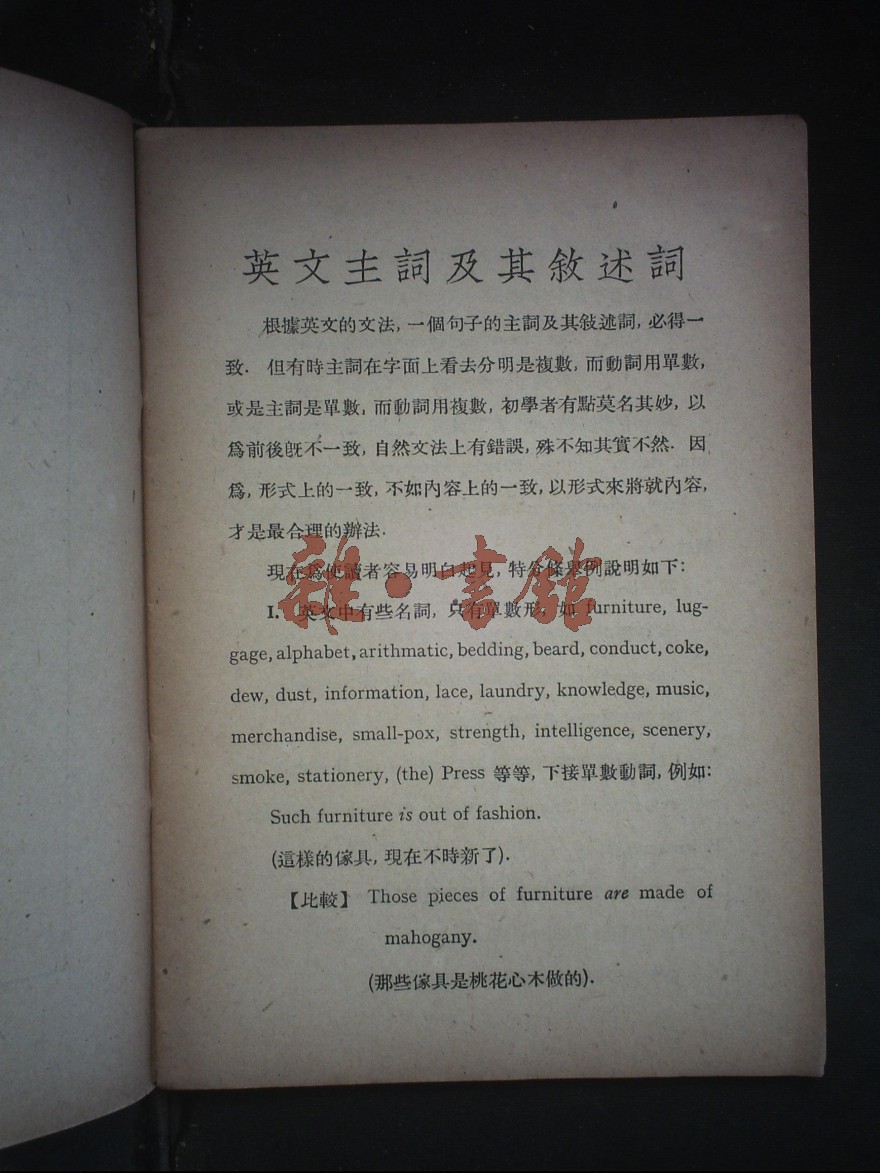 英文主詞及其敘述詞
根據英文的文法, 一個句子的主詞及其敍述詞, 必得一
致. 但有時主詞在字面上看去分明是複數, 而動詞用單數,
或是主詞是單數, 而動詞用複數, 初學者有點莫名其妙, 以
爲前後旣不一致, 自然文法上有錯誤, 殊不知其實不然. 因
爲, 形式上的一致, 不如內容上的一致, 以形式來將就內容,
才是最合理的辦法.
現在爲使讀者容易明白起見, 特分條舉例說明如下:
雜·書館
I. 英文中有些名詞, 只有單數形, 如 furniture, lug-
gage, alphabet, arithmatic, bedding, beard, conduct, coke,
dew, dust, information, lace, laundry, knowledge, music,
merchandise, small-pox, strength, intelligence, scenery,
smoke, stationery, (the) Press 等等, 下接單數動詞, 例如:
Such furniture is out of fashion.
(這樣的傢具, 現在不時新了).
【比較】 Those pieces of furniture are made of
mahogany.
(那些傢具是桃花心木做的).